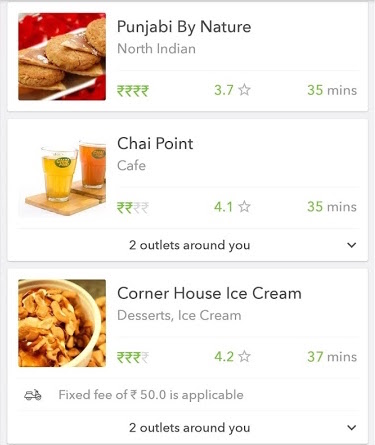 Punjabi By Nature
North Indian
₹₹₹₹ 3.7 ☆ 35 mins
Chai Point
Cafe
₹₹₹₹ 4.1 ☆ 35 mins
2 outlets around you
Corner House Ice Cream
Desserts, Ice Cream
₹₹₹₹ 4.2 ☆ 37 mins
Fixed fee of ₹ 50.0 is applicable
2 outlets around you